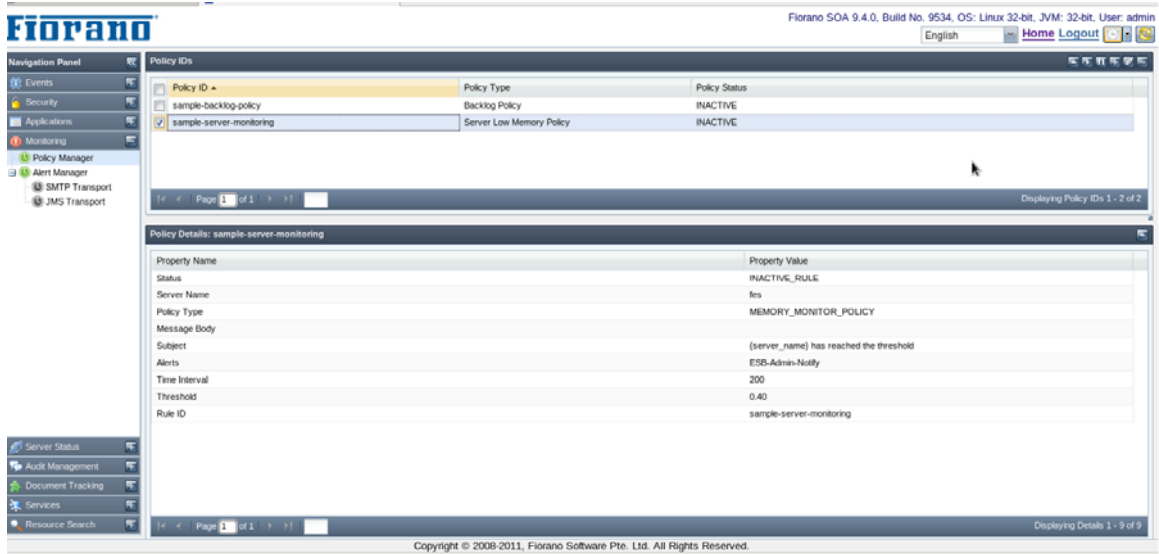 Fiorano
Fiorano SOA 9.4.0, Build No. 9534, OS: Linux 32-bit, JVM: 32-bit, User: admin
English Home Logout
Navigation Panel
Events
Security
Applications
Monitoring
Policy Manager
Alert Manager
SMTP Transport
JMS Transport
Server Status
Audit Management
Document Tracking
Services
Resource Search
Policy IDs
Policy ID Policy Type Policy Status
sample-backlog-policy Backlog Policy INACTIVE
sample-server-monitoring Server Low Memory Policy INACTIVE
Page 1 of 1 Displaying Policy IDs 1 - 2 of 2
Policy Details: sample-server-monitoring
Property Name Property Value
Status INACTIVE_RULE
Server Name fes
Policy Type MEMORY_MONITOR_POLICY
Message Body
Subject {server_name} has reached the threshold
Alerts ESB-Admin-Notify
Time Interval 200
Threshold 0.40
Rule ID sample-server-monitoring
Page 1 of 1 Displaying Details 1 - 9 of 9
Copyright © 2008-2011, Fiorano Software Pte. Ltd. All Rights Reserved.